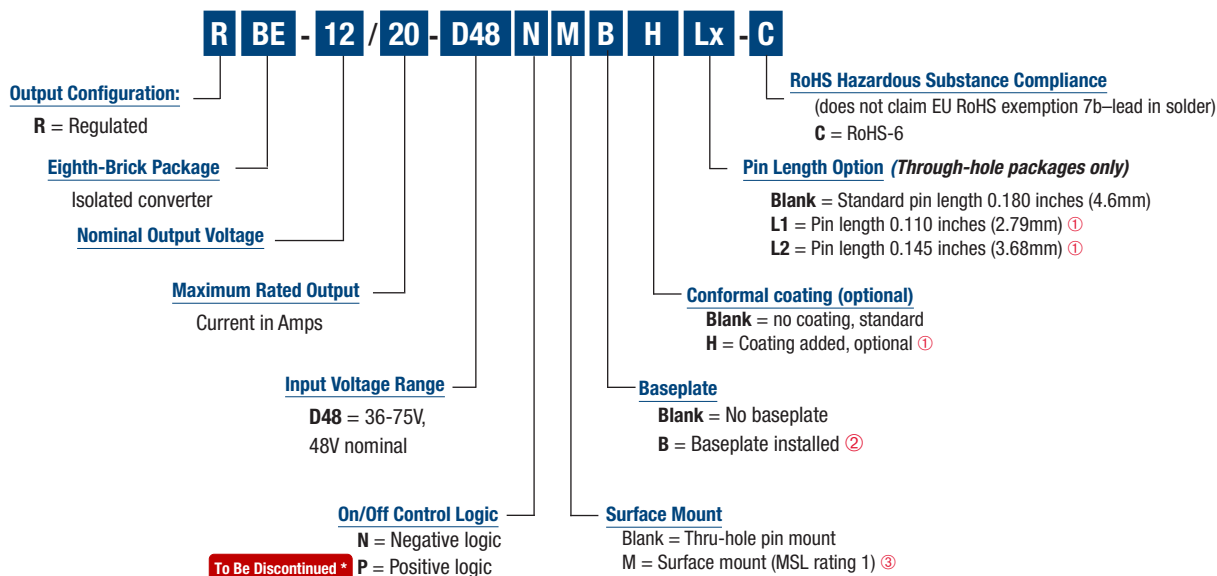 R BE - 12 / 20 - D48 N M B H Lx - C
Output Configuration:
R = Regulated
Eighth-Brick Package
Isolated converter
Nominal Output Voltage
Maximum Rated Output
Current in Amps
Input Voltage Range
D48 = 36-75V,
48V nominal
On/Off Control Logic
N = Negative logic
To Be Discontinued * P = Positive logic
RoHS Hazardous Substance Compliance
(does not claim EU RoHS exemption 7b–lead in solder)
C = RoHS-6
Pin Length Option (Through-hole packages only)
Blank = Standard pin length 0.180 inches (4.6mm)
L1 = Pin length 0.110 inches (2.79mm) ①
L2 = Pin length 0.145 inches (3.68mm) ①
Conformal coating (optional)
Blank = no coating, standard
H = Coating added, optional ①
Baseplate
Blank = No baseplate
B = Baseplate installed ②
Surface Mount
Blank = Thru-hole pin mount
M = Surface mount (MSL rating 1) ③